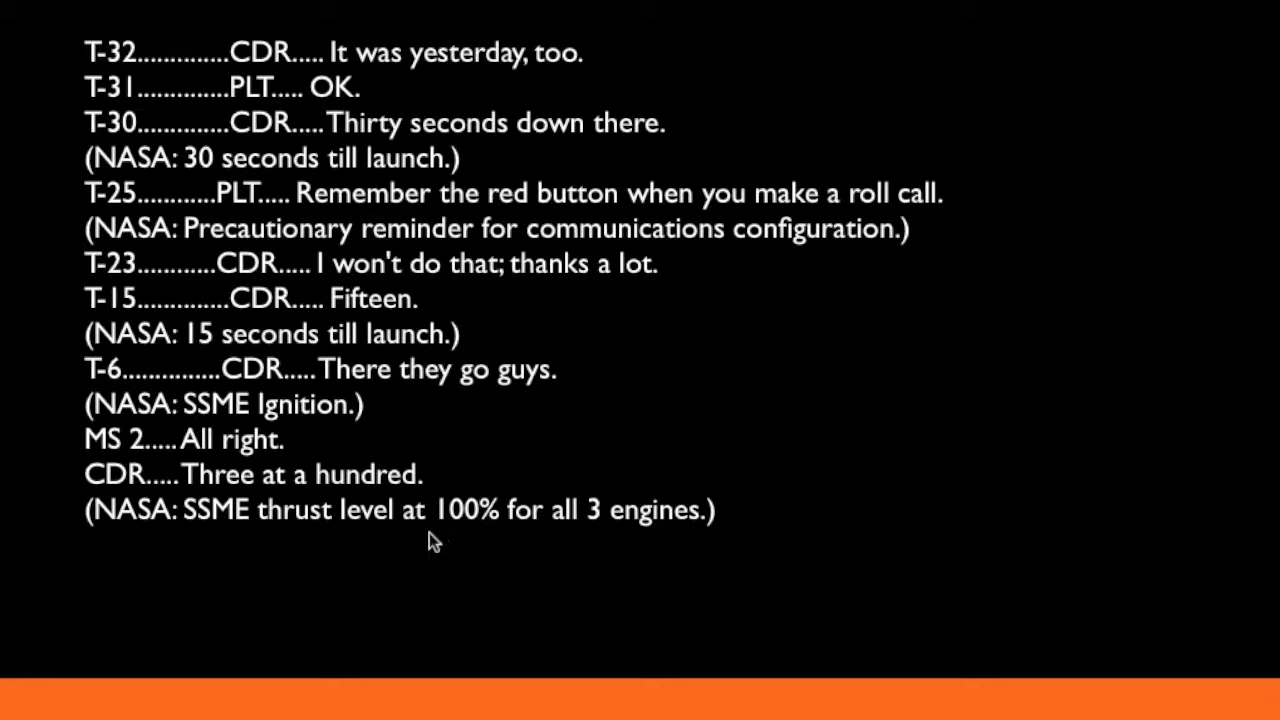 T-32..............CDR..... It was yesterday, too.
T-31..............PLT..... OK.
T-30..............CDR..... Thirty seconds down there.
(NASA: 30 seconds till launch.)
T-25............PLT..... Remember the red button when you make a roll call.
(NASA: Precautionary reminder for communications configuration.)
T-23............CDR..... I won't do that; thanks a lot.
T-15..............CDR..... Fifteen.
(NASA: 15 seconds till launch.)
T-6...............CDR..... There they go guys.
(NASA: SSME Ignition.)
MS 2..... All right.
CDR..... Three at a hundred.
(NASA: SSME thrust level at 100% for all 3 engines.)